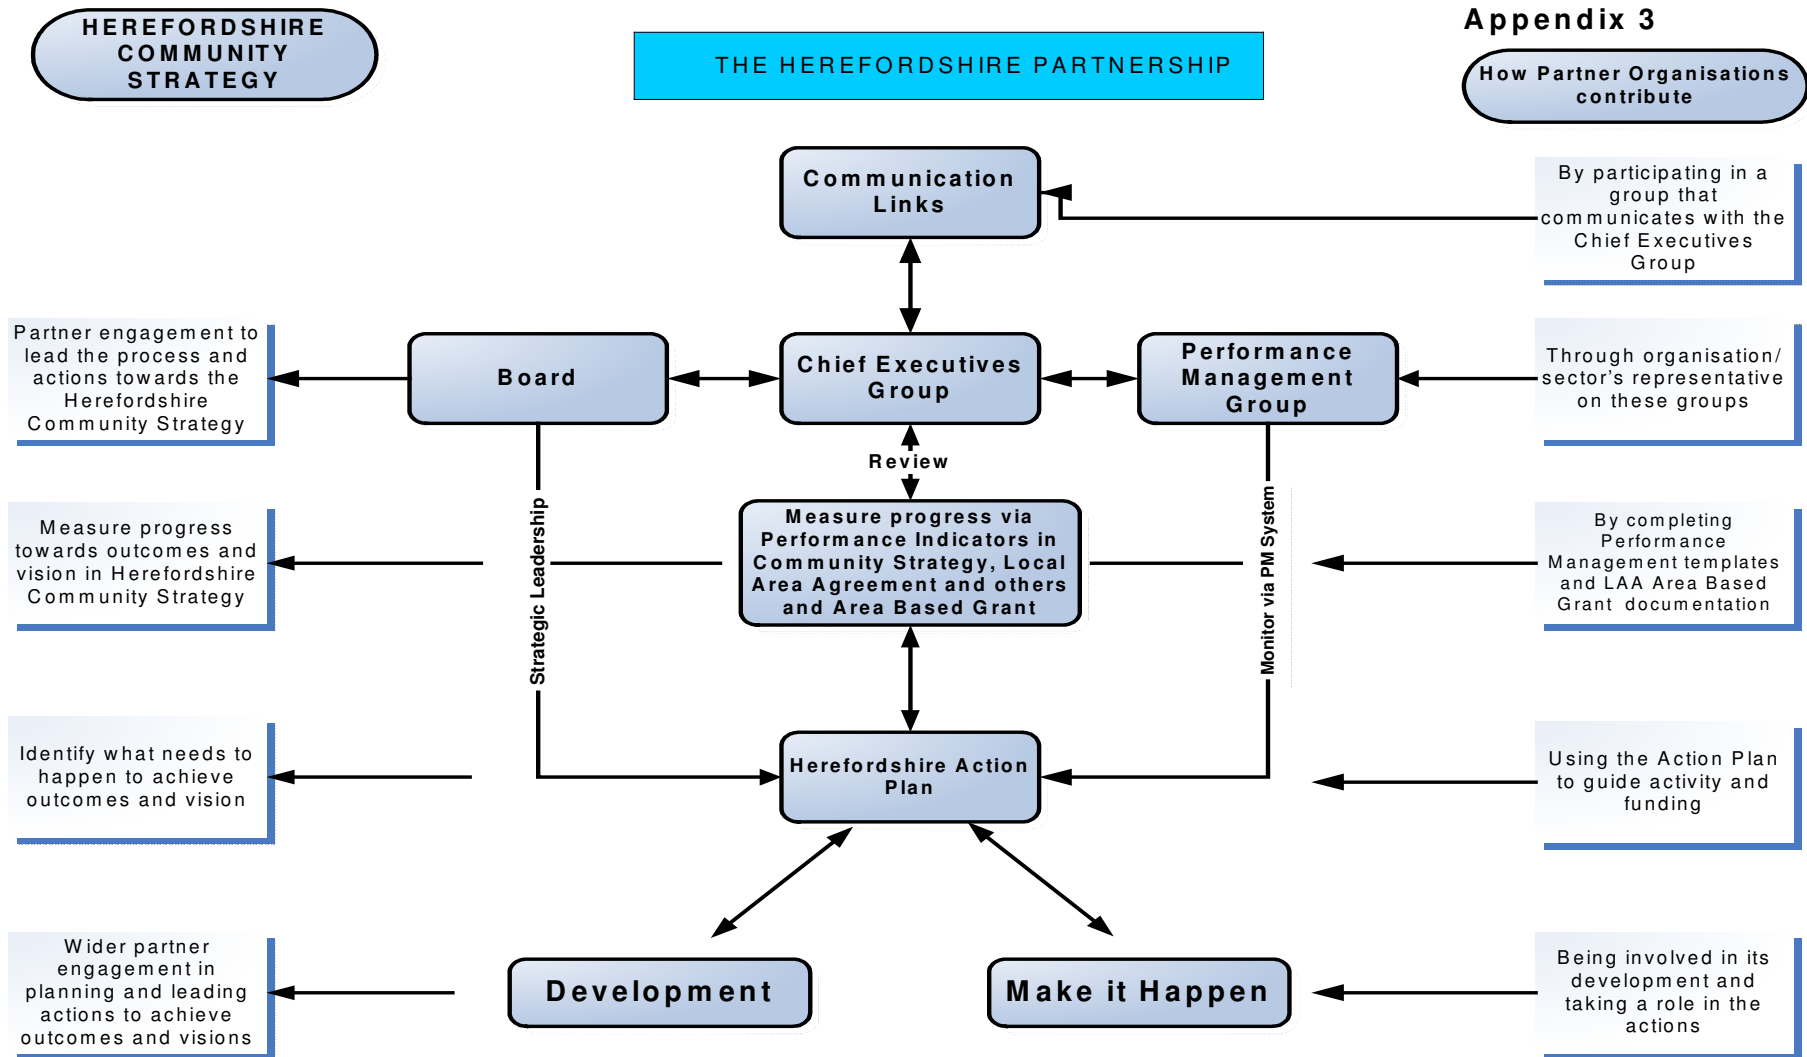 Appendix 3
HEREFORDSHIRE
COMMUNITY
STRATEGY
THE HEREFORDSHIRE PARTNERSHIP
How Partner Organisations
contribute
Communication
Links
By participating in a
group that
communicates with the
Chief Executives
Group
Partner engagement to
lead the process and
actions towards the
Herefordshire
Community Strategy
Board
Chief Executives
Group
Performance
Management
Group
Through organisation/
sector's representative
on these groups
Review
Strategic Leadership
Monitor via PM System
Measure progress
towards outcomes and
vision in Herefordshire
Community Strategy
Measure progress via
Performance Indicators in
Community Strategy, Local
Area Agreement and others
and Area Based Grant
By completing
Performance
Management templates
and LAA Area Based
Grant documentation
Identify what needs to
happen to achieve
outcomes and vision
Herefordshire Action
Plan
Using the Action Plan
to guide activity and
funding
Wider partner
engagement in
planning and leading
actions to achieve
outcomes and visions
Development
Make it Happen
Being involved in its
development and
taking a role in the
actions